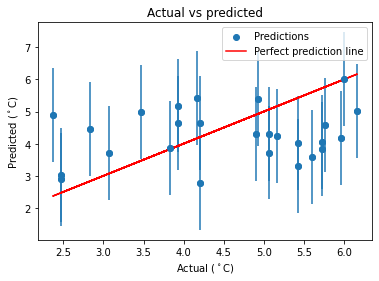 Actual vs predicted
Predictions
Perfect prediction line
Predicted (°C)
7
6
5
4
3
2
2.5 3.0 3.5 4.0 4.5 5.0 5.5 6.0
Actual (°C)